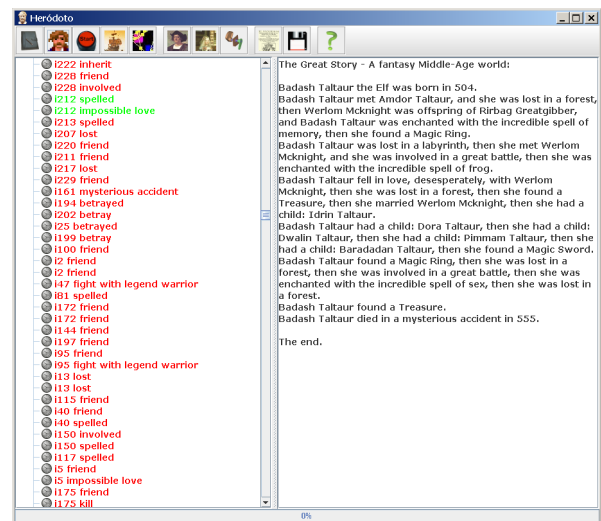 Heródoto
Start
?
i222 inherit
i228 friend
i228 involved
i212 spelled
i212 impossible love
i213 spelled
i207 lost
i220 friend
i211 friend
i217 lost
i229 friend
i161 mysterious accident
i194 betrayed
i202 betray
i25 betrayed
i199 betray
i100 friend
i2 friend
i2 friend
i47 fight with legend warrior
i81 spelled
i172 friend
i172 friend
i144 friend
i197 friend
i95 friend
i95 fight with legend warrior
i13 lost
i13 lost
i115 friend
i40 friend
i40 spelled
i150 involved
i150 spelled
i117 spelled
i5 friend
i5 impossible love
i175 friend
i175 kill
The Great Story - A fantasy Middle-Age world:
Badash Taltaur the Elf was born in 504.
Badash Taltaur met Amdor Taltaur, and she was lost in a forest,
then Werlom Mcknight was offspring of Rirbag Greatgibber,
and Badash Taltaur was enchanted with the incredible spell of
memory, then she found a Magic Ring.
Badash Taltaur was lost in a labyrinth, then she met Werlom
Mcknight, and she was involved in a great battle, then she was
enchanted with the incredible spell of frog.
Badash Taltaur fell in love, desesperately, with Werlom
Mcknight, then she was lost in a forest, then she found a
Treasure, then she married Werlom Mcknight, then she had a
child: Idrin Taltaur.
Badash Taltaur had a child: Dora Taltaur, then she had a child:
Dwalin Taltaur, then she had a child: Pimmam Taltaur, then she
had a child: Baradadan Taltaur, then she found a Magic Sword.
Badash Taltaur found a Magic Ring, then she was lost in a
forest, then she was involved in a great battle, then she was
enchanted with the incredible spell of sex, then she was lost in
a forest.
Badash Taltaur found a Treasure.
Badash Taltaur died in a mysterious accident in 555.
The end.
0%